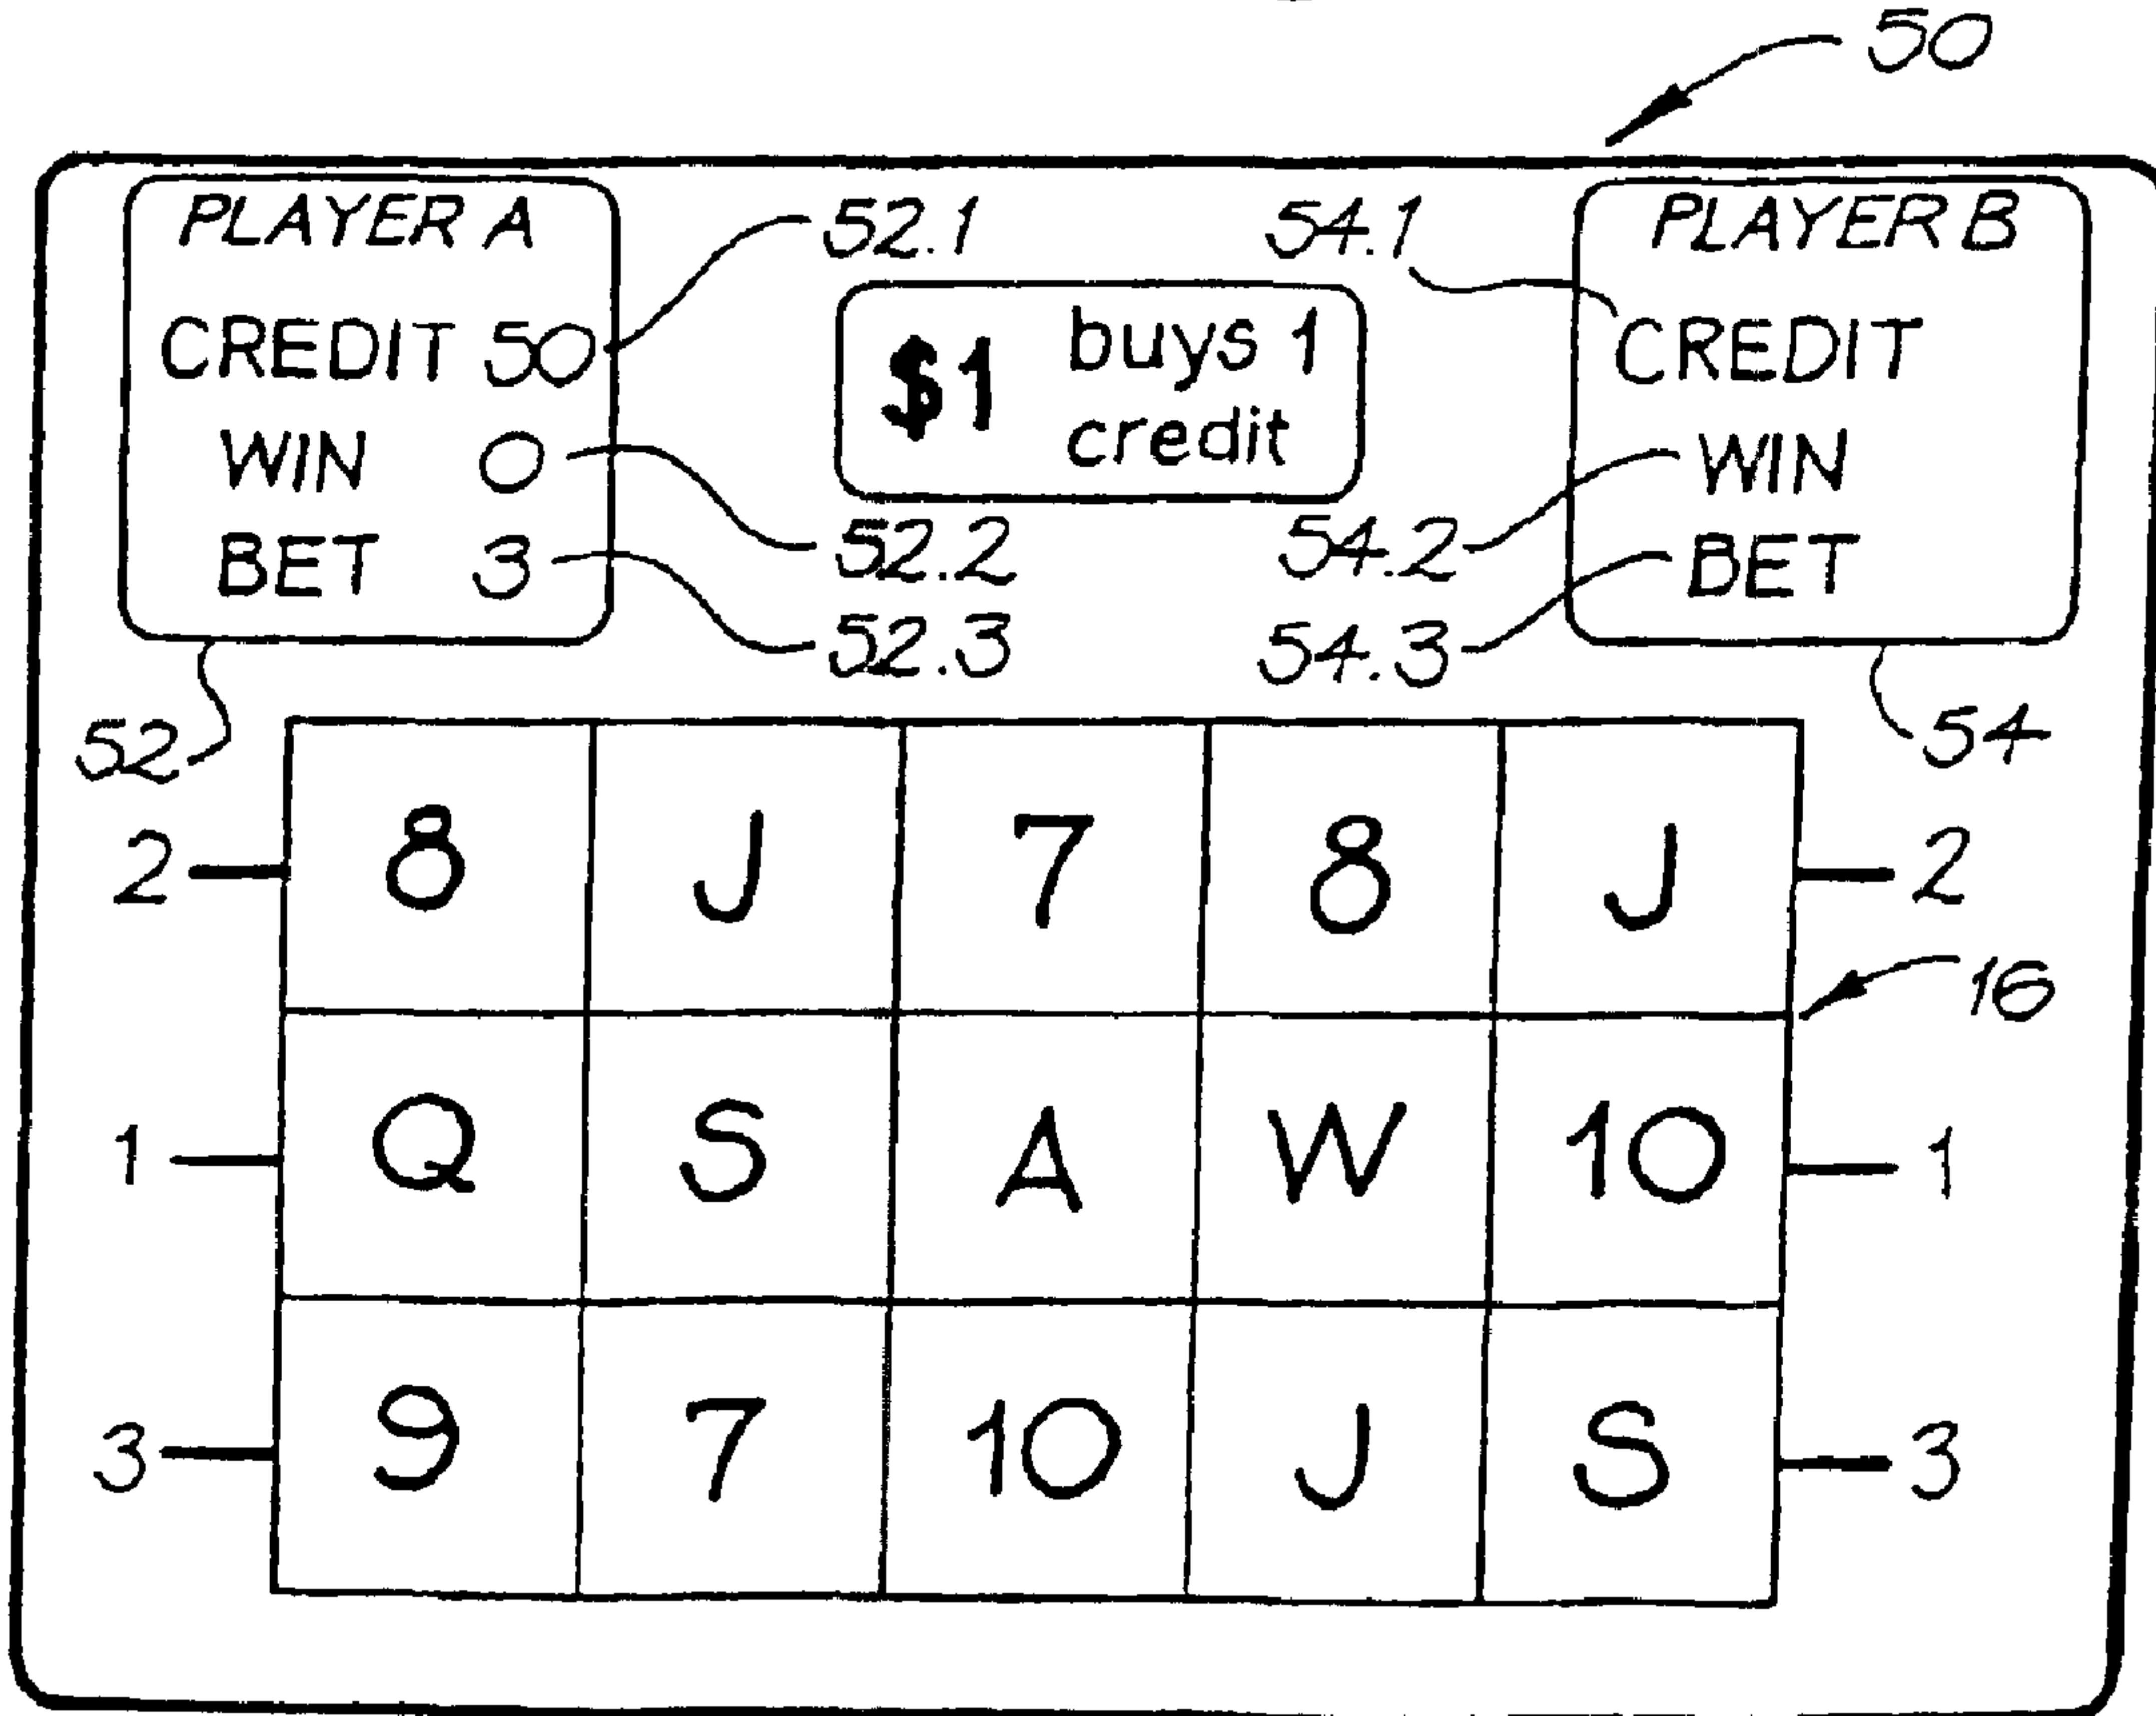 50
PLAYER A 52.1 54.1 PLAYER B
CREDIT 50 $1 buys 1 CREDIT
WIN 0 credit WIN
BET 3 52.2 54.2 BET
52.3 54.3
52 54
2 8 J 7 8 J 2
16
1 Q S A W 10 1
3 9 7 10 J S 3